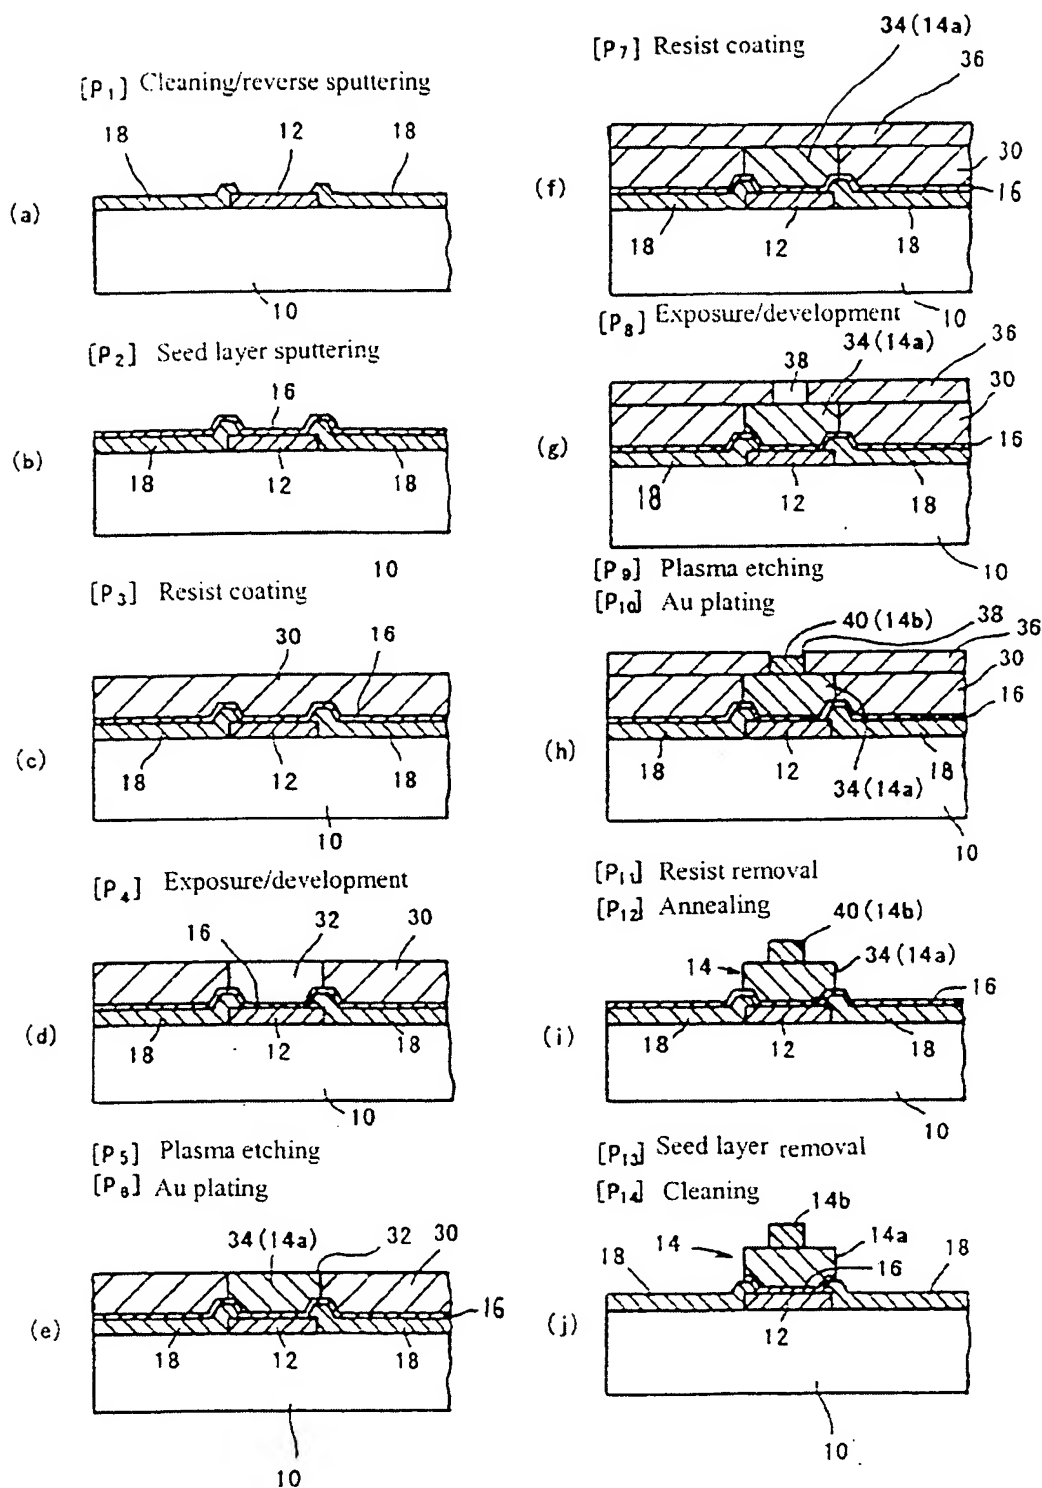 [P1] Cleaning/reverse sputtering
18 12 18
(a)
10
[P2] Seed layer sputtering
16
(b)
18 12 18
10
[P3] Resist coating
30 16
(c)
18 12 18
10
[P4] Exposure/development
16 32 30
(d)
18 12 18
10
[P5] Plasma etching
[P6] Au plating
34(14a) 32 30
16
(e)
18 12 18
10
[P7] Resist coating
34(14a)
36
30
(f)
16
18 12 18
10
[P8] Exposure/development
34(14a)
38
36
30
(g)
16
18 12 18
10
[P9] Plasma etching
[P10] Au plating
40(14b) 38
36
30
16
(h)
18 12 18
34(14a)
10
[P11] Resist removal
[P12] Annealing
40(14b)
14 34(14a)
16
(i)
18 12 18
10
[P13] Seed layer removal
[P14] Cleaning
14b
14 14a
18 16 18
(j)
12
10